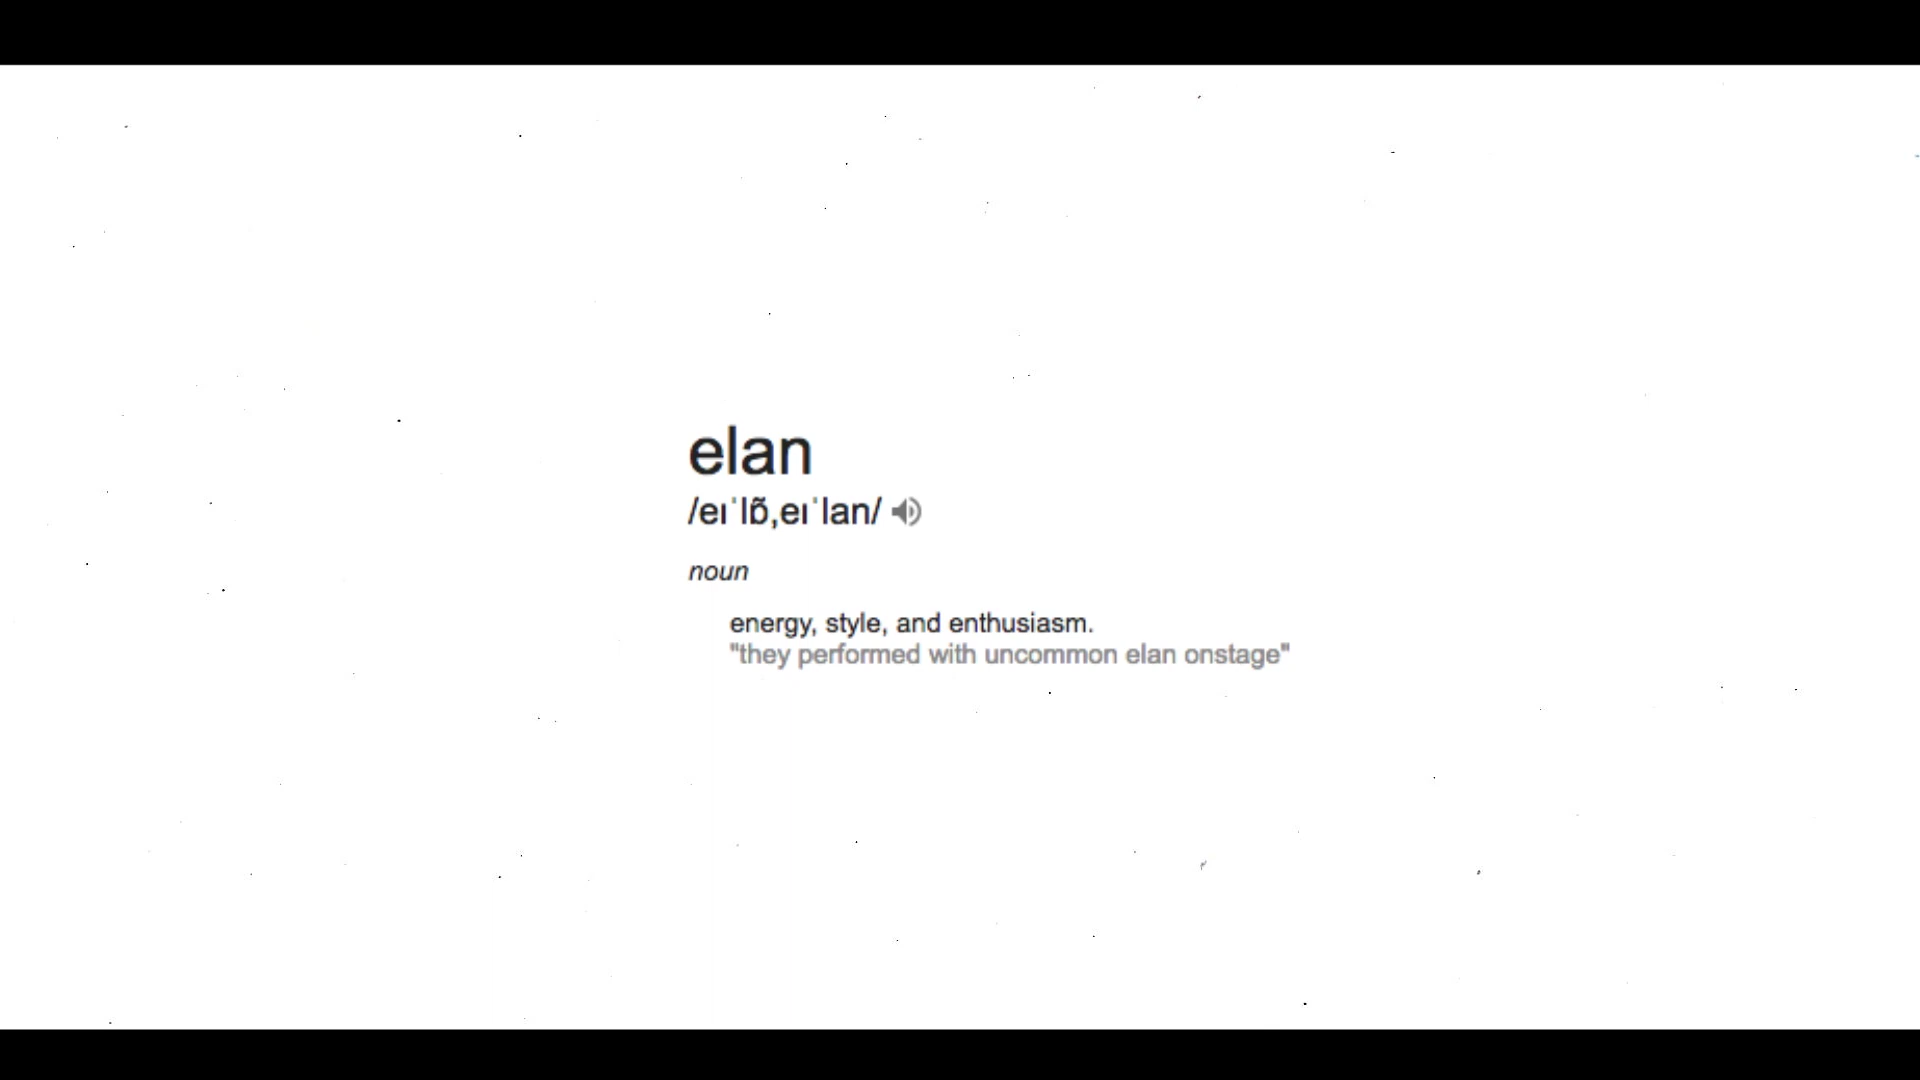 elan
/eɪˈlɒ̃,eɪˈlan/
noun
energy, style, and enthusiasm.
"they performed with uncommon elan onstage"